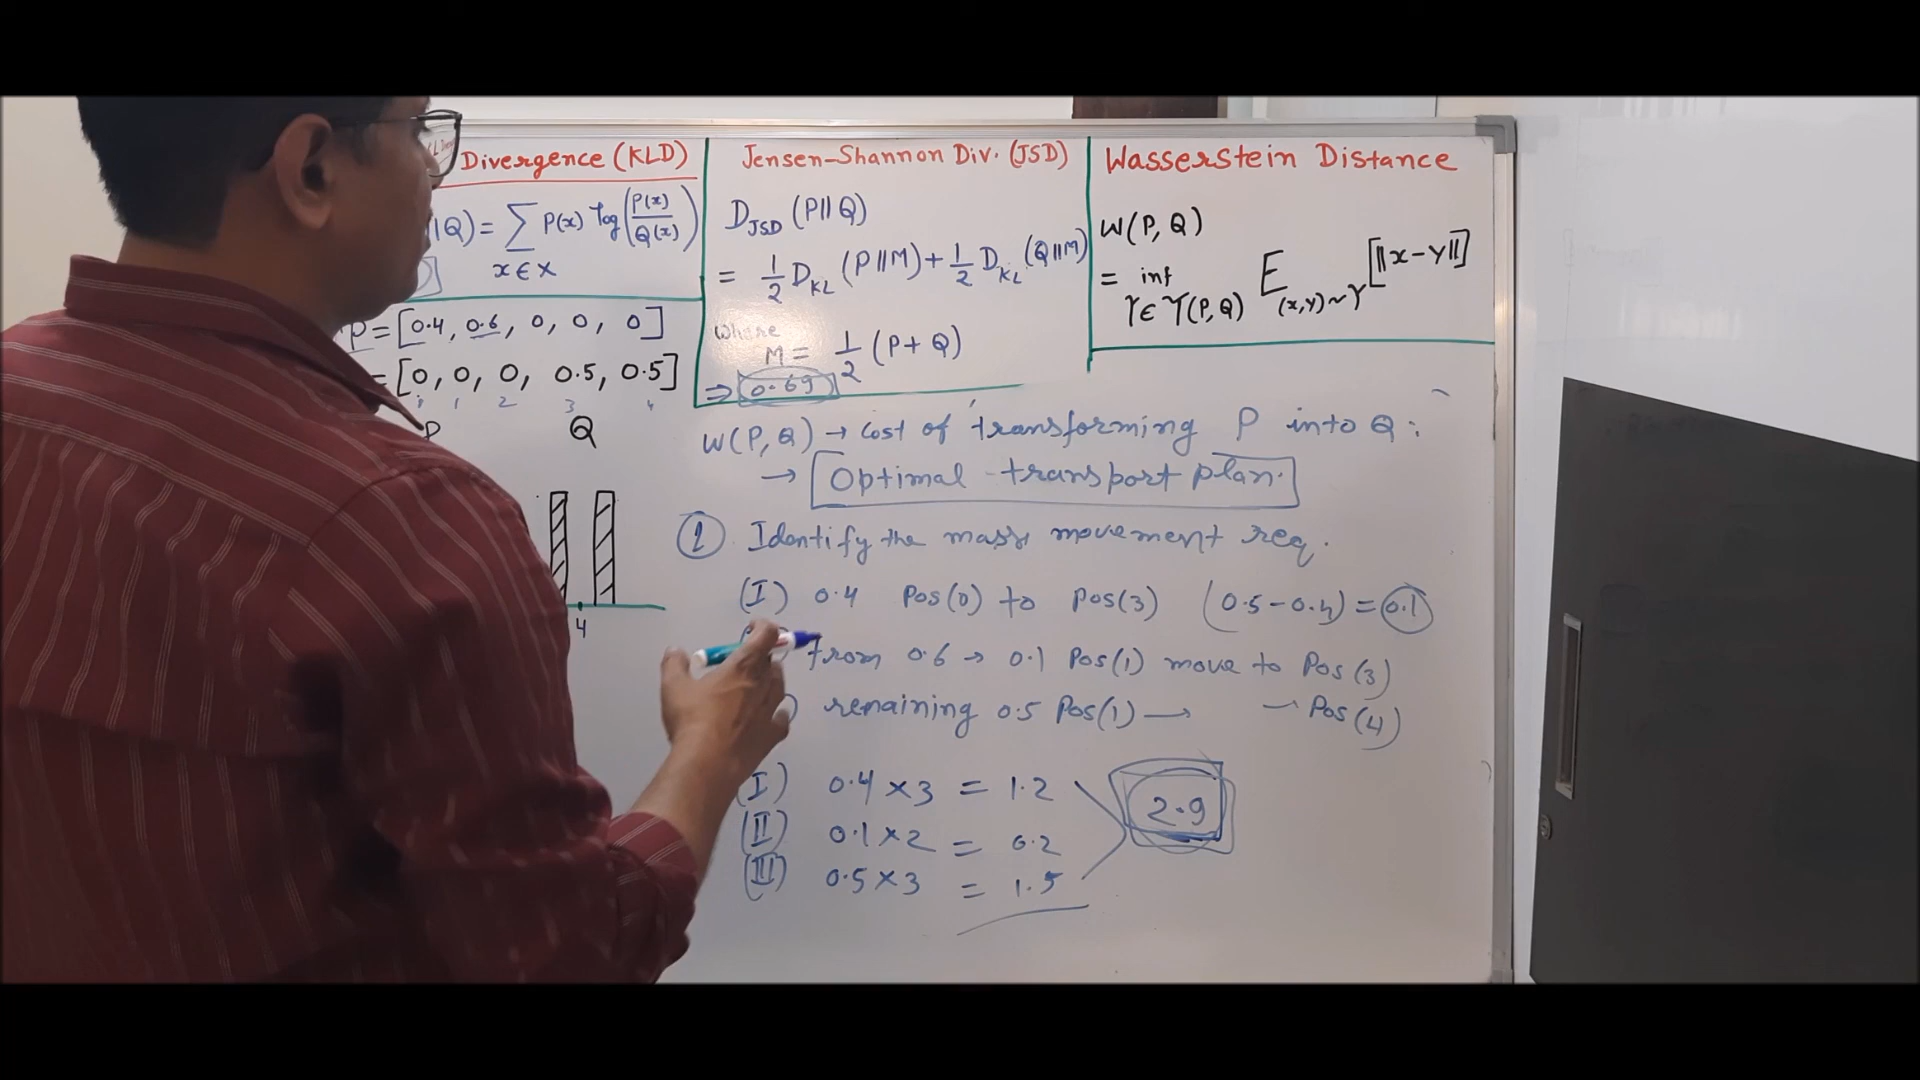 Divergence (KLD)
||Q) = ∑ P(x) log (P(x) / Q(x))
x ∈ X
P = [0.4, 0.6, 0, 0, 0]
= [0, 0, 0, 0.5, 0.5]
1 2 3 4
P Q
4
Jensen-Shannon Div. (JSD)
D_JSD (P||Q)
= 1/2 D_KL (P||M) + 1/2 D_KL (Q||M)
Where
M = 1/2 (P+Q)
⇒ 0.69
Wasserstein Distance
W(P, Q)
= inf γ∈ϒ(P,Q) E (x,y)~γ [||x-y||]
W(P, Q) → Cost of transforming P into Q:
→ Optimal transport plan.
1 Identify the mass movement req.
(I) 0.4 Pos(0) to Pos(3) (0.5-0.4) = 0.1
from 0.6 → 0.1 Pos(1) move to Pos(3)
) remaining 0.5 Pos(1) → — Pos(4)
(I) 0.4 × 3 = 1.2
(II) 0.1 × 2 = 0.2
(III) 0.5 × 3 = 1.5
2.9